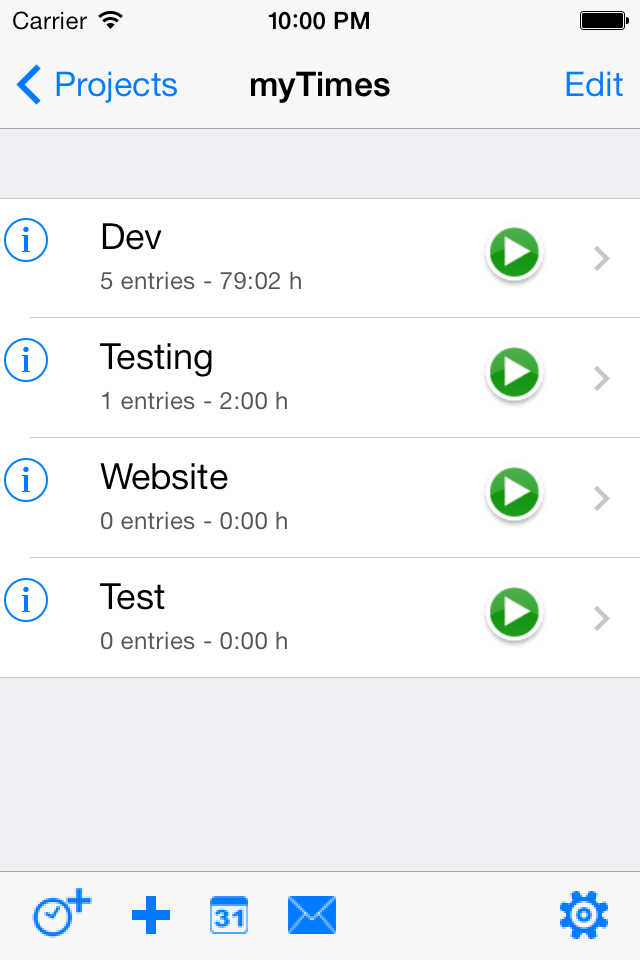 Carrier 10:00 PM
Projects myTimes Edit
Dev
5 entries - 79:02 h
Testing
1 entries - 2:00 h
Website
0 entries - 0:00 h
Test
0 entries - 0:00 h
31